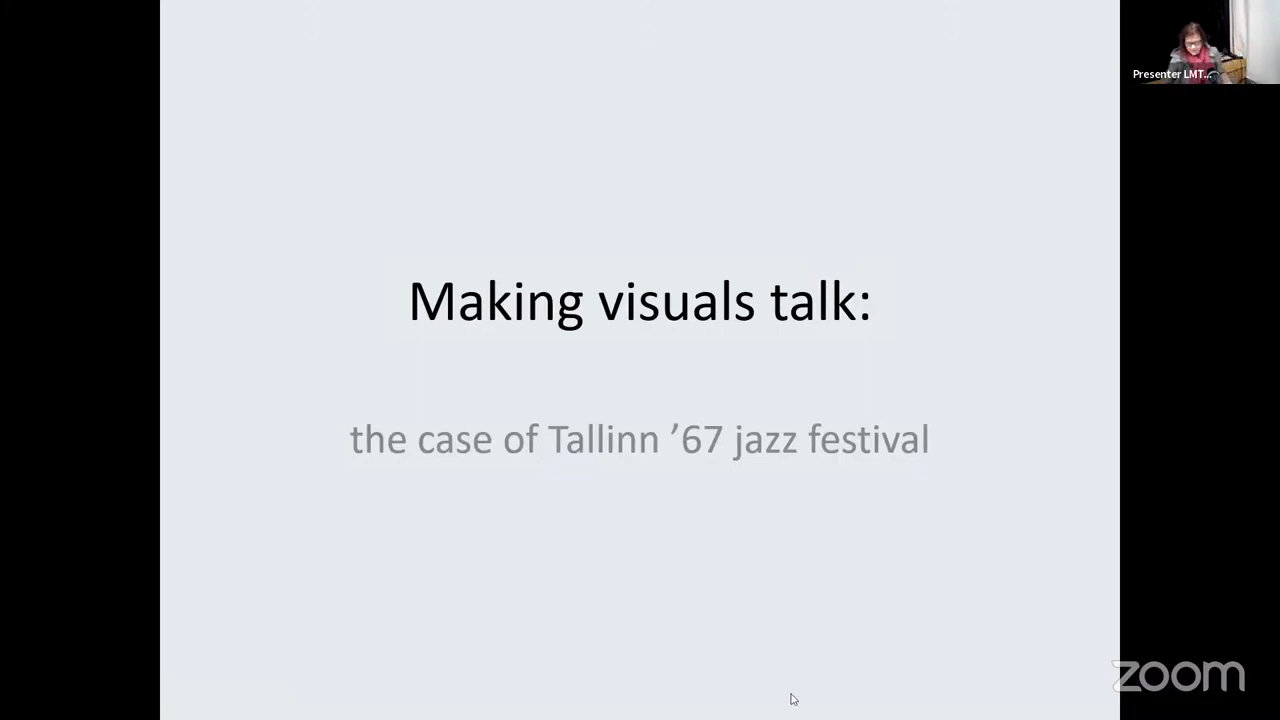 Presenter LMT...
Making visuals talk:
the case of Tallinn ’67 jazz festival
zoom